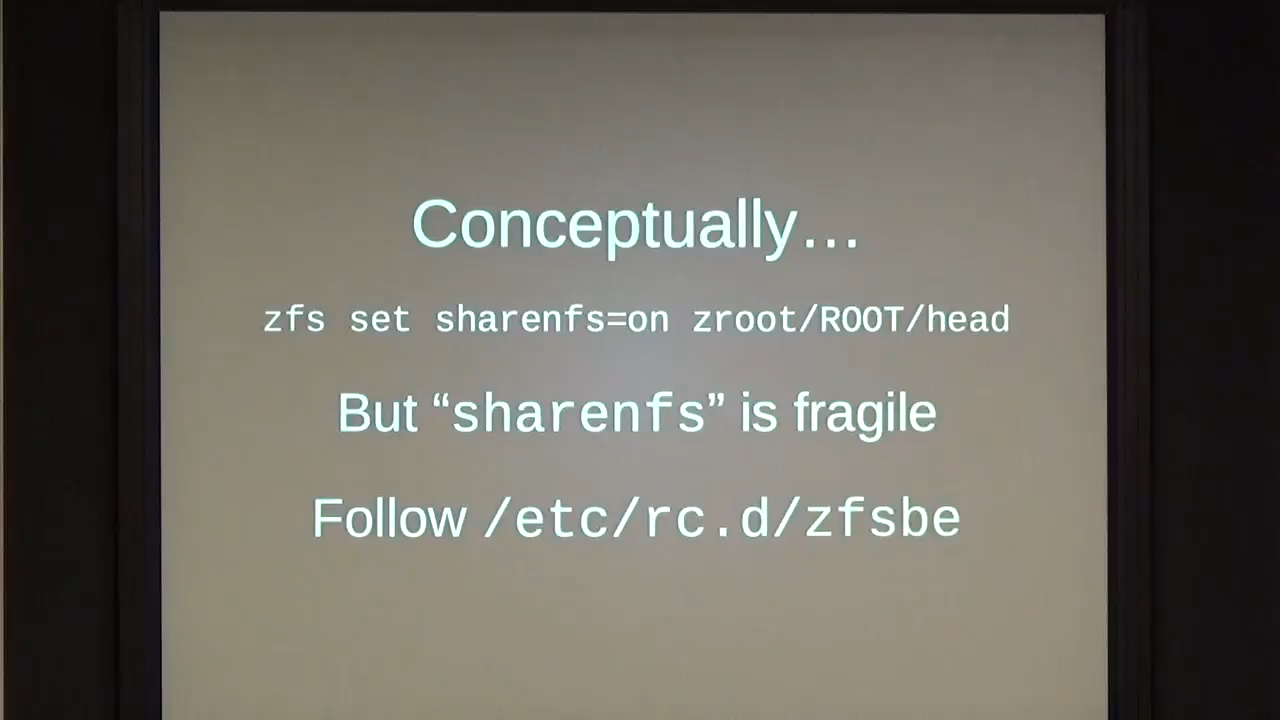 Conceptually…
zfs set sharenfs=on zroot/ROOT/head
But “sharenfs” is fragile
Follow /etc/rc.d/zfsbe